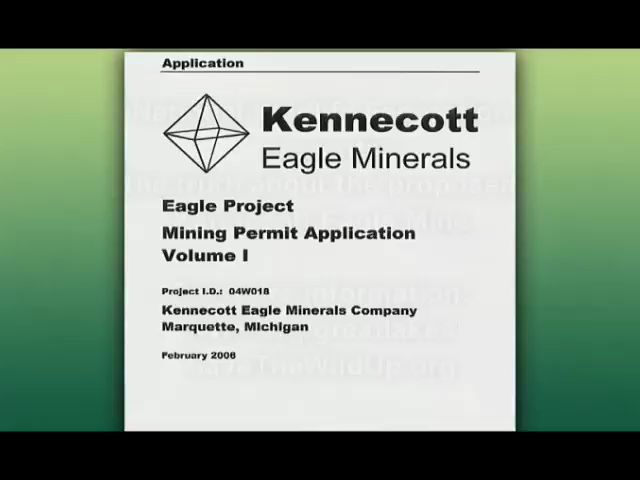 Application
Kennecott
Eagle Minerals
Eagle Project
Mining Permit Application
Volume I
Project I.D.: 04W018
Kennecott Eagle Minerals Company
Marquette, Michigan
February 2006